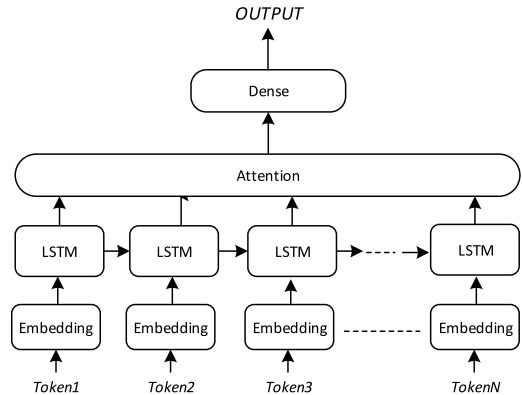 OUTPUT
Dense
Attention
LSTM LSTM LSTM LSTM
Embedding Embedding Embedding Embedding
Token1 Token2 Token3 TokenN